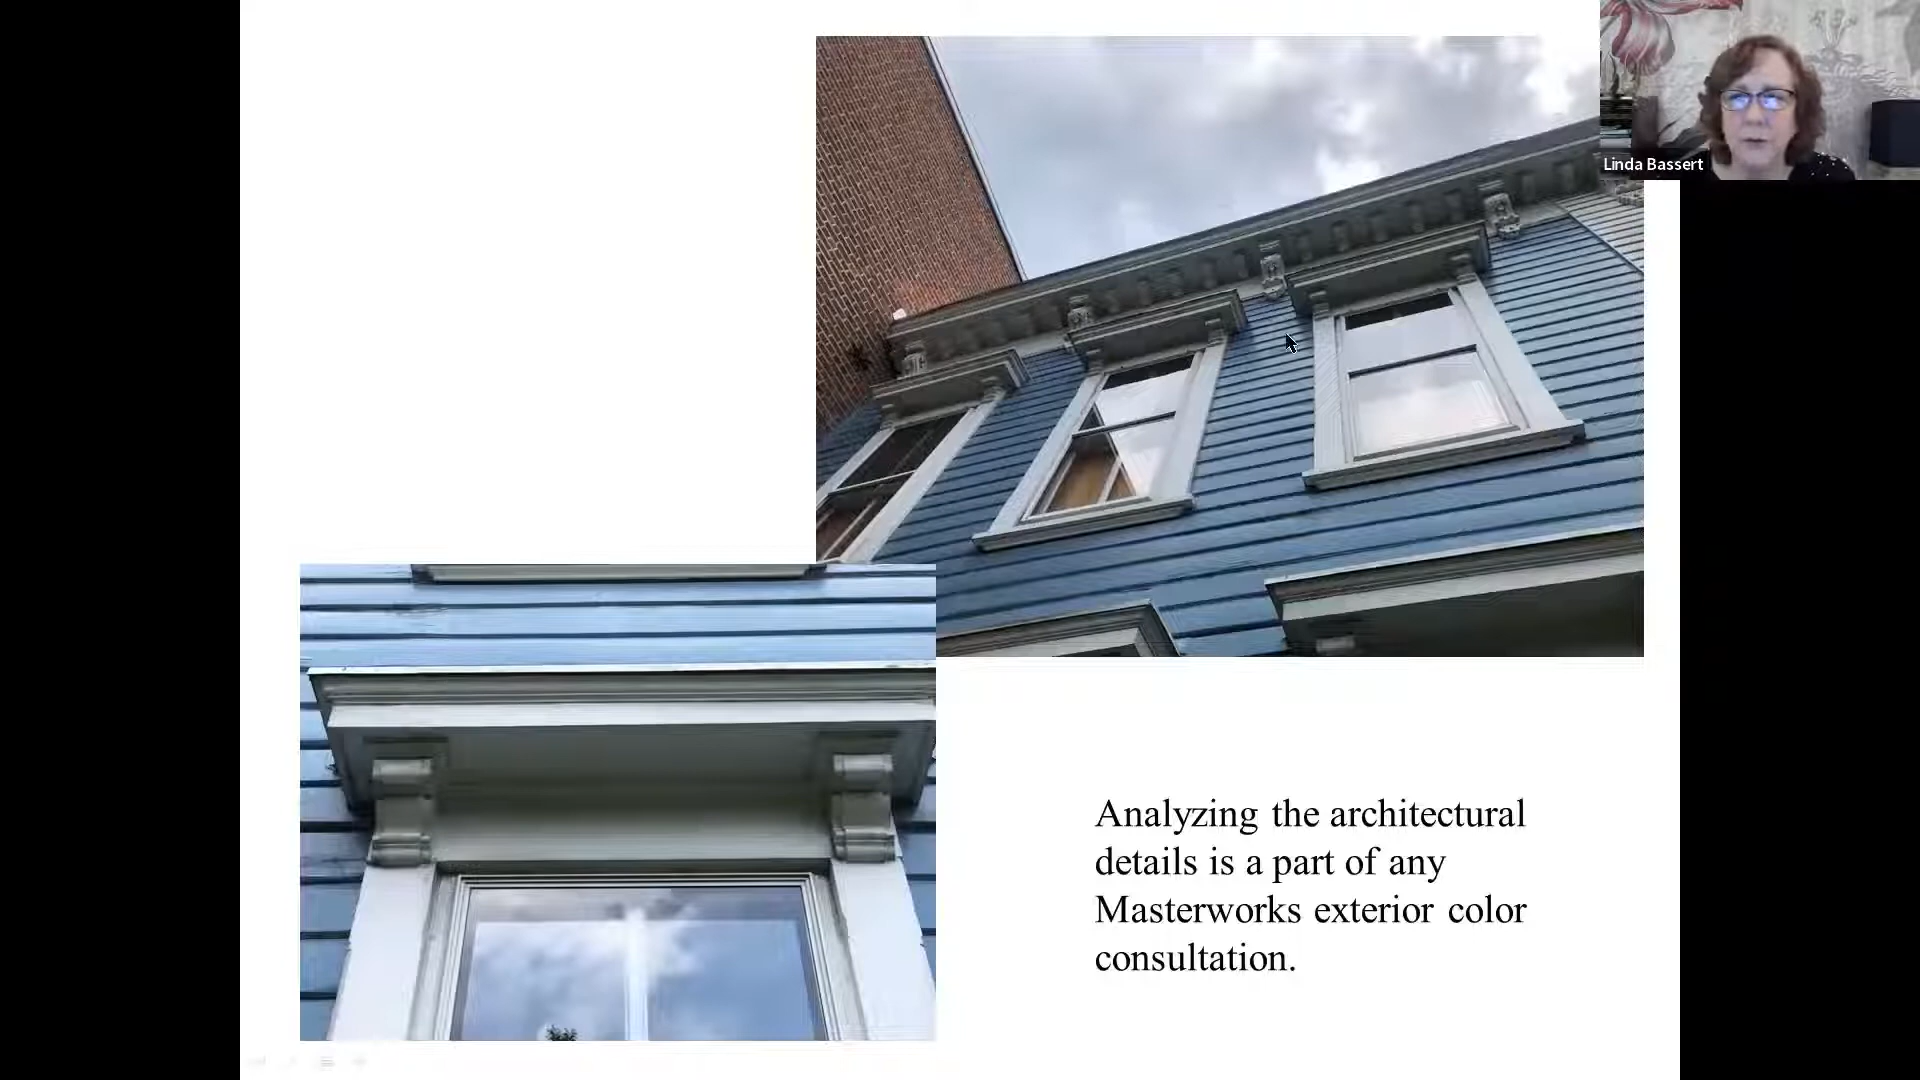 Linda Bassert
Analyzing the architectural
details is a part of any
Masterworks exterior color
consultation.